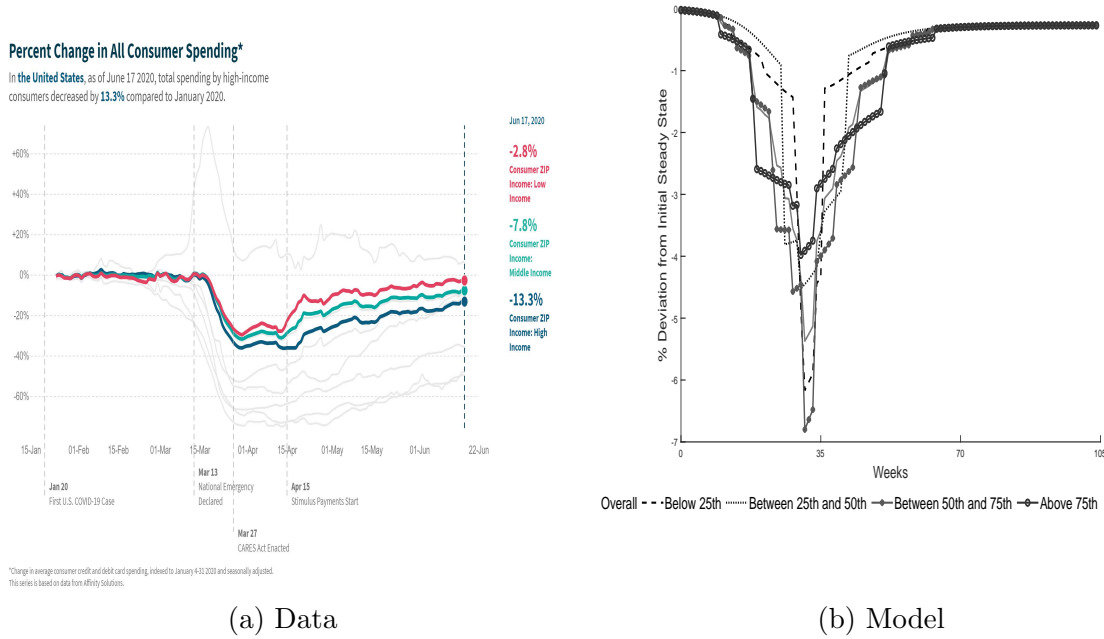 Percent Change in All Consumer Spending*
In the United States, as of June 17 2020, total spending by high-income
consumers decreased by 13.3% compared to January 2020.
Jun 17, 2020
-2.8%
Consumer ZIP
Income: Low
Income
-7.8%
Consumer ZIP
Income:
Middle Income
-13.3%
Consumer ZIP
Income: High
Income
+60%
+40%
+20%
0%
-20%
-40%
-60%
15-Jan 01-Feb 15-Feb 01-Mar 15-Mar 01-Apr 15-Apr 01-May 15-May 01-Jun 22-Jun
Jan 20
First U.S. COVID-19 Case
Mar 13
National Emergency
Declared
Apr 15
Stimulus Payments Start
Mar 27
CARES Act Enacted
*Change in average consumer credit and debit card spending, indexed to January 4-31 2020 and seasonally adjusted.
This series is based on data from Affinity Solutions.
(a) Data
% Deviation from Initial Steady State
0
-1
-2
-3
-4
-5
-6
-7
0 35 70 105
Weeks
Overall Below 25th Between 25th and 50th Between 50th and 75th Above 75th
(b) Model